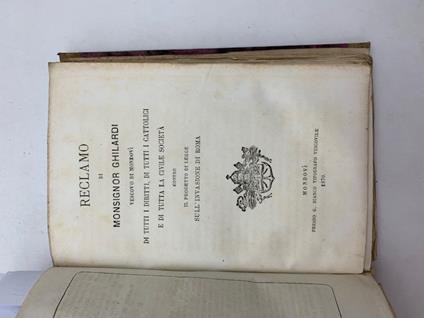 RECLAMO
DI
MONSIGNOR GHILARDI
VESCOVO DI MONDOVÌ
DI TUTTI I DIRITTI, DI TUTTI I CATTOLICI
E DI TUTTA LA CIVILE SOCIETÀ
CONTRO
IL PROGETTO DI LEGGE
SULL'INVASIONE DI ROMA
MONDOVÌ
PRESSO G. BIANCO TIPOGRAFO VESCOVILE
1870.